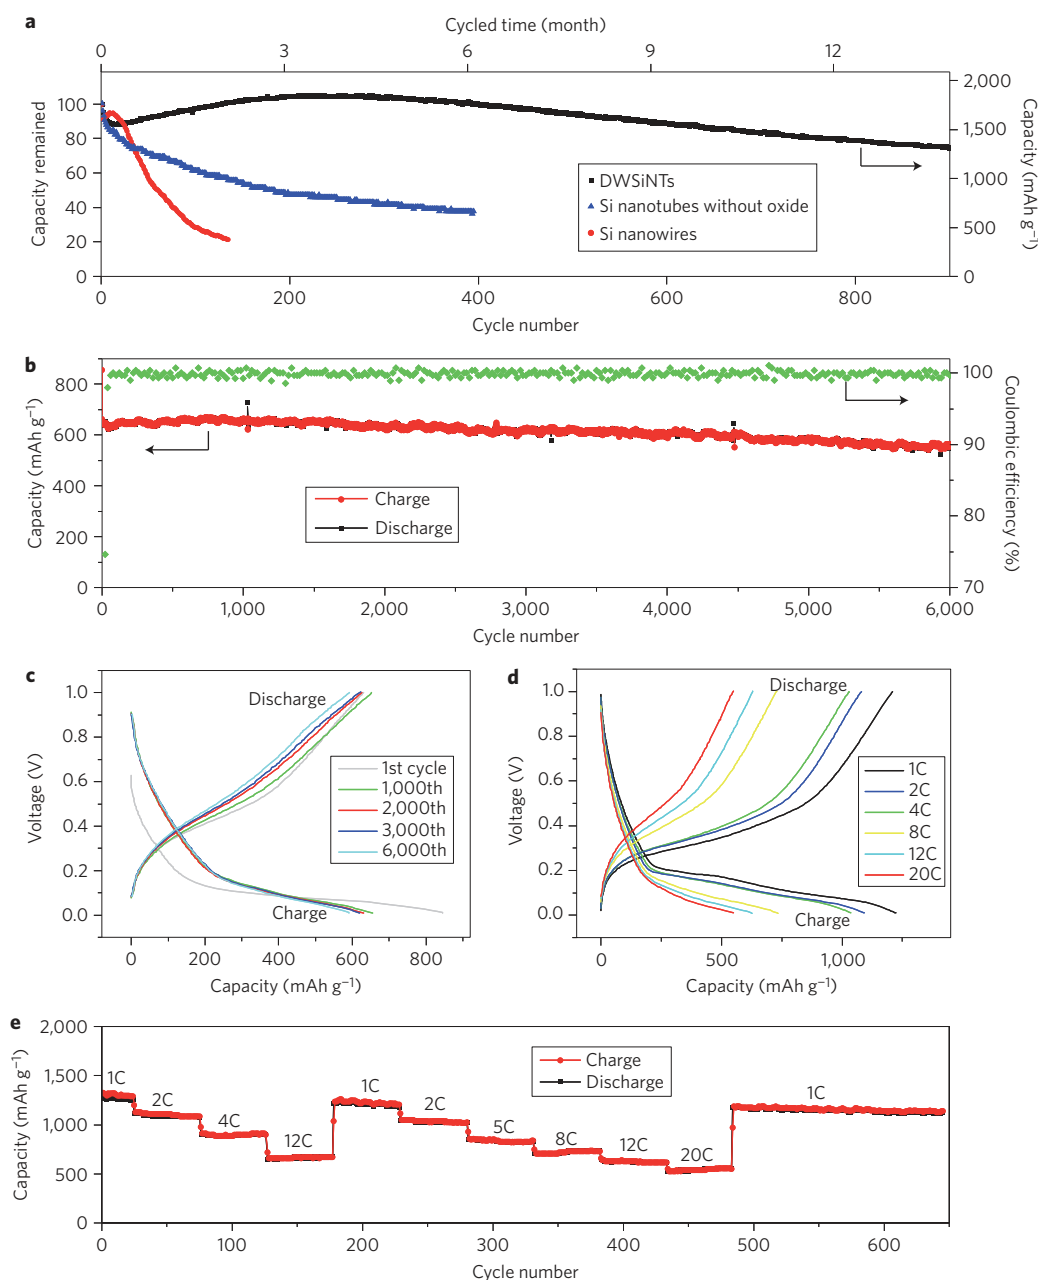 a
Cycled time (month)
0 3 6 9 12
Capacity remained
100
80
60
40
20
0
2,000
1,500
1,000
500
0
Capacity (mAh g⁻¹)
DWSiNTs
Si nanotubes without oxide
Si nanowires
0 200 400 600 800
Cycle number
b
Capacity (mAh g⁻¹)
800
600
400
200
0
100
90
80
70
Coulombic efficiency (%)
Charge
Discharge
0 1,000 2,000 3,000 4,000 5,000 6,000
Cycle number
c
Voltage (V)
1.0
0.8
0.6
0.4
0.2
0.0
Discharge
1st cycle
1,000th
2,000th
3,000th
6,000th
Charge
0 200 400 600 800
Capacity (mAh g⁻¹)
d
Voltage (V)
1.0
0.8
0.6
0.4
0.2
0.0
Discharge
1C
2C
4C
8C
12C
20C
Charge
0 500 1,000
Capacity (mAh g⁻¹)
e
Capacity (mAh g⁻¹)
2,000
1,500
1,000
500
0
Charge
Discharge
1C 2C 4C 12C 1C 2C 5C 8C 12C 20C 1C
0 100 200 300 400 500 600
Cycle number